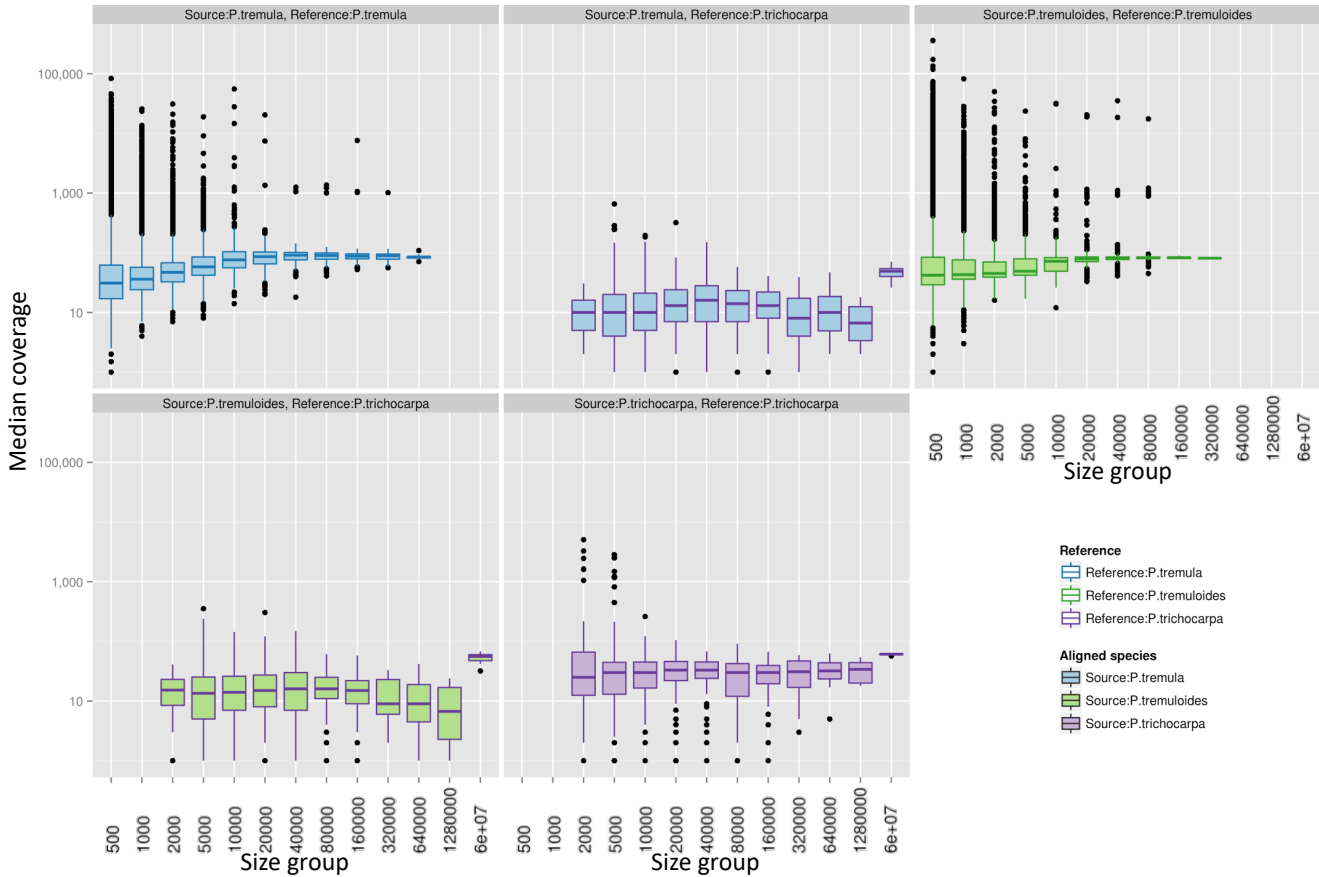 Source:P.tremula, Reference:P.tremula
Source:P.tremula, Reference:P.trichocarpa
Source:P.tremuloides, Reference:P.tremuloides
100,000
1,000
10
Median coverage
500
1000
2000
5000
10000
20000
40000
80000
160000
320000
640000
1280000
6e+07
Size group
Source:P.tremuloides, Reference:P.trichocarpa
Source:P.trichocarpa, Reference:P.trichocarpa
100,000
1,000
10
500
1000
2000
5000
10000
20000
40000
80000
160000
320000
640000
1280000
6e+07
Size group
500
1000
2000
5000
10000
20000
40000
80000
160000
320000
640000
1280000
6e+07
Size group
Reference
Reference:P.tremula
Reference:P.tremuloides
Reference:P.trichocarpa
Aligned species
Source:P.tremula
Source:P.tremuloides
Source:P.trichocarpa